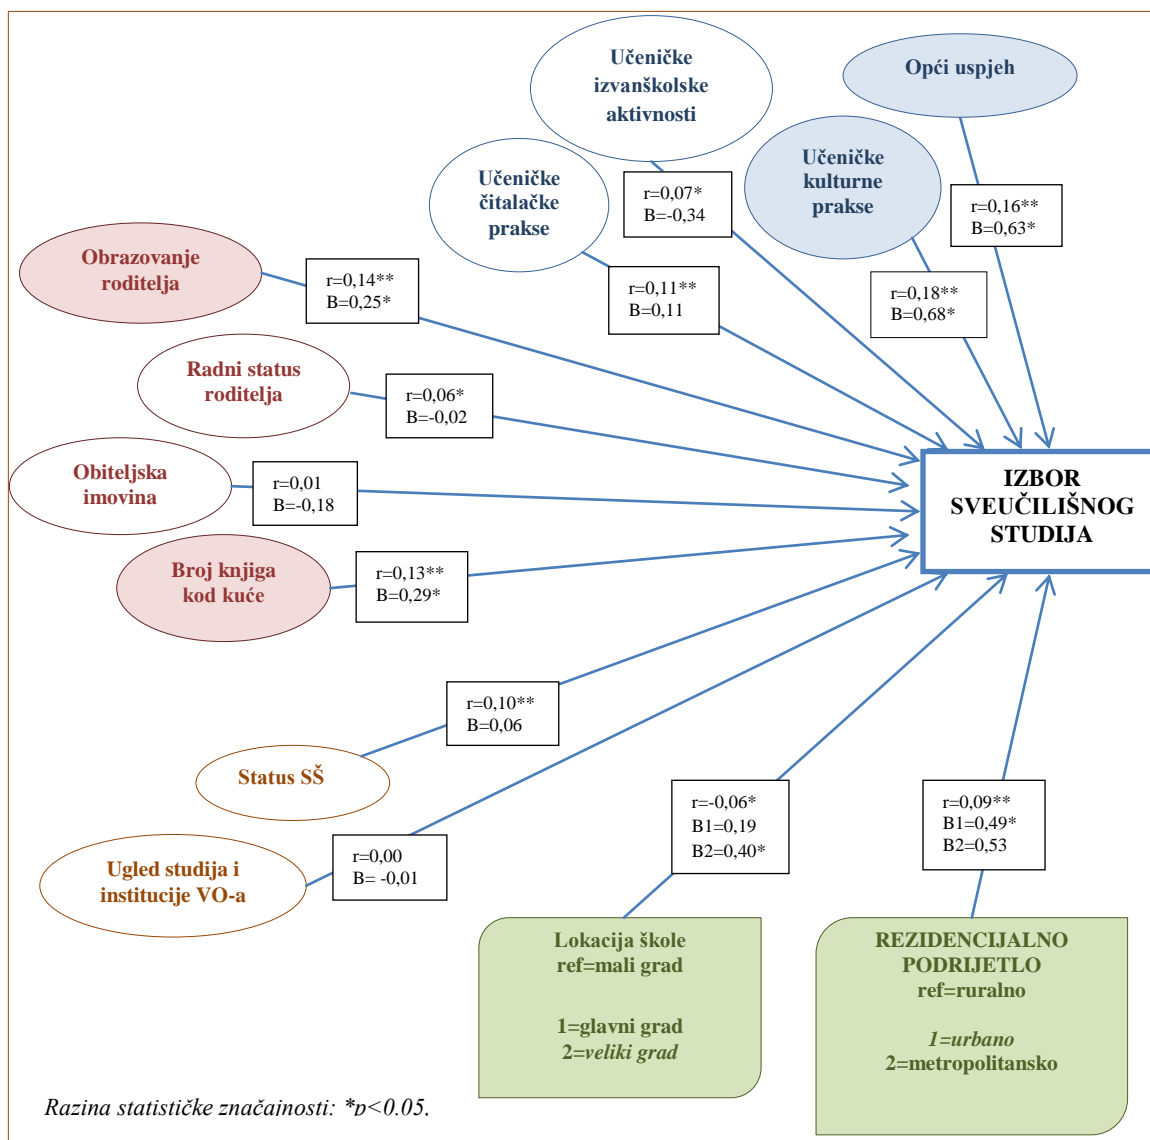 Učeničke
izvanškolske
aktivnosti
Opći uspjeh
Učeničke
čitalačke
prakse
Učeničke
kulturne
prakse
r=0,07*
B=-0,34
r=0,16**
B=0,63*
Obrazovanje
roditelja
r=0,14**
B=0,25*
r=0,11**
B=0,11
r=0,18**
B=0,68*
Radni status
roditelja
r=0,06*
B=-0,02
Obiteljska
imovina
r=0,01
B=-0,18
IZBOR
SVEUČILIŠNOG
STUDIJA
Broj knjiga
kod kuće
r=0,13**
B=0,29*
r=0,10**
B=0,06
Status SŠ
r=-0,06*
B1=0,19
B2=0,40*
r=0,09**
B1=0,49*
B2=0,53
Ugled studija i
institucije VO-a
r=0,00
B= -0,01
Lokacija škole
ref=mali grad
1=glavni grad
2=veliki grad
REZIDENCIJALNO
PODRIJETLO
ref=ruralno
1=urbano
2=metropolitansko
Razina statističke značajnosti: *p<0.05.